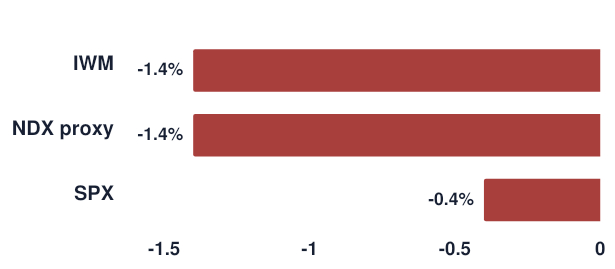 IWM -1.4%
NDX proxy -1.4%
SPX -0.4%
-1.5 -1 -0.5 0